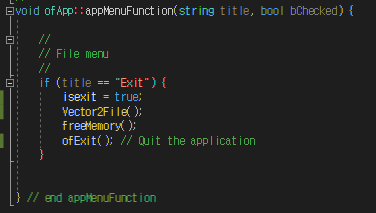 void ofApp::appMenuFunction(string title, bool bChecked) {
//
// File menu
//
if (title == "Exit") {
isexit = true;
Vector2File();
freeMemory();
ofExit(); // Quit the application
}
} // end appMenuFunction